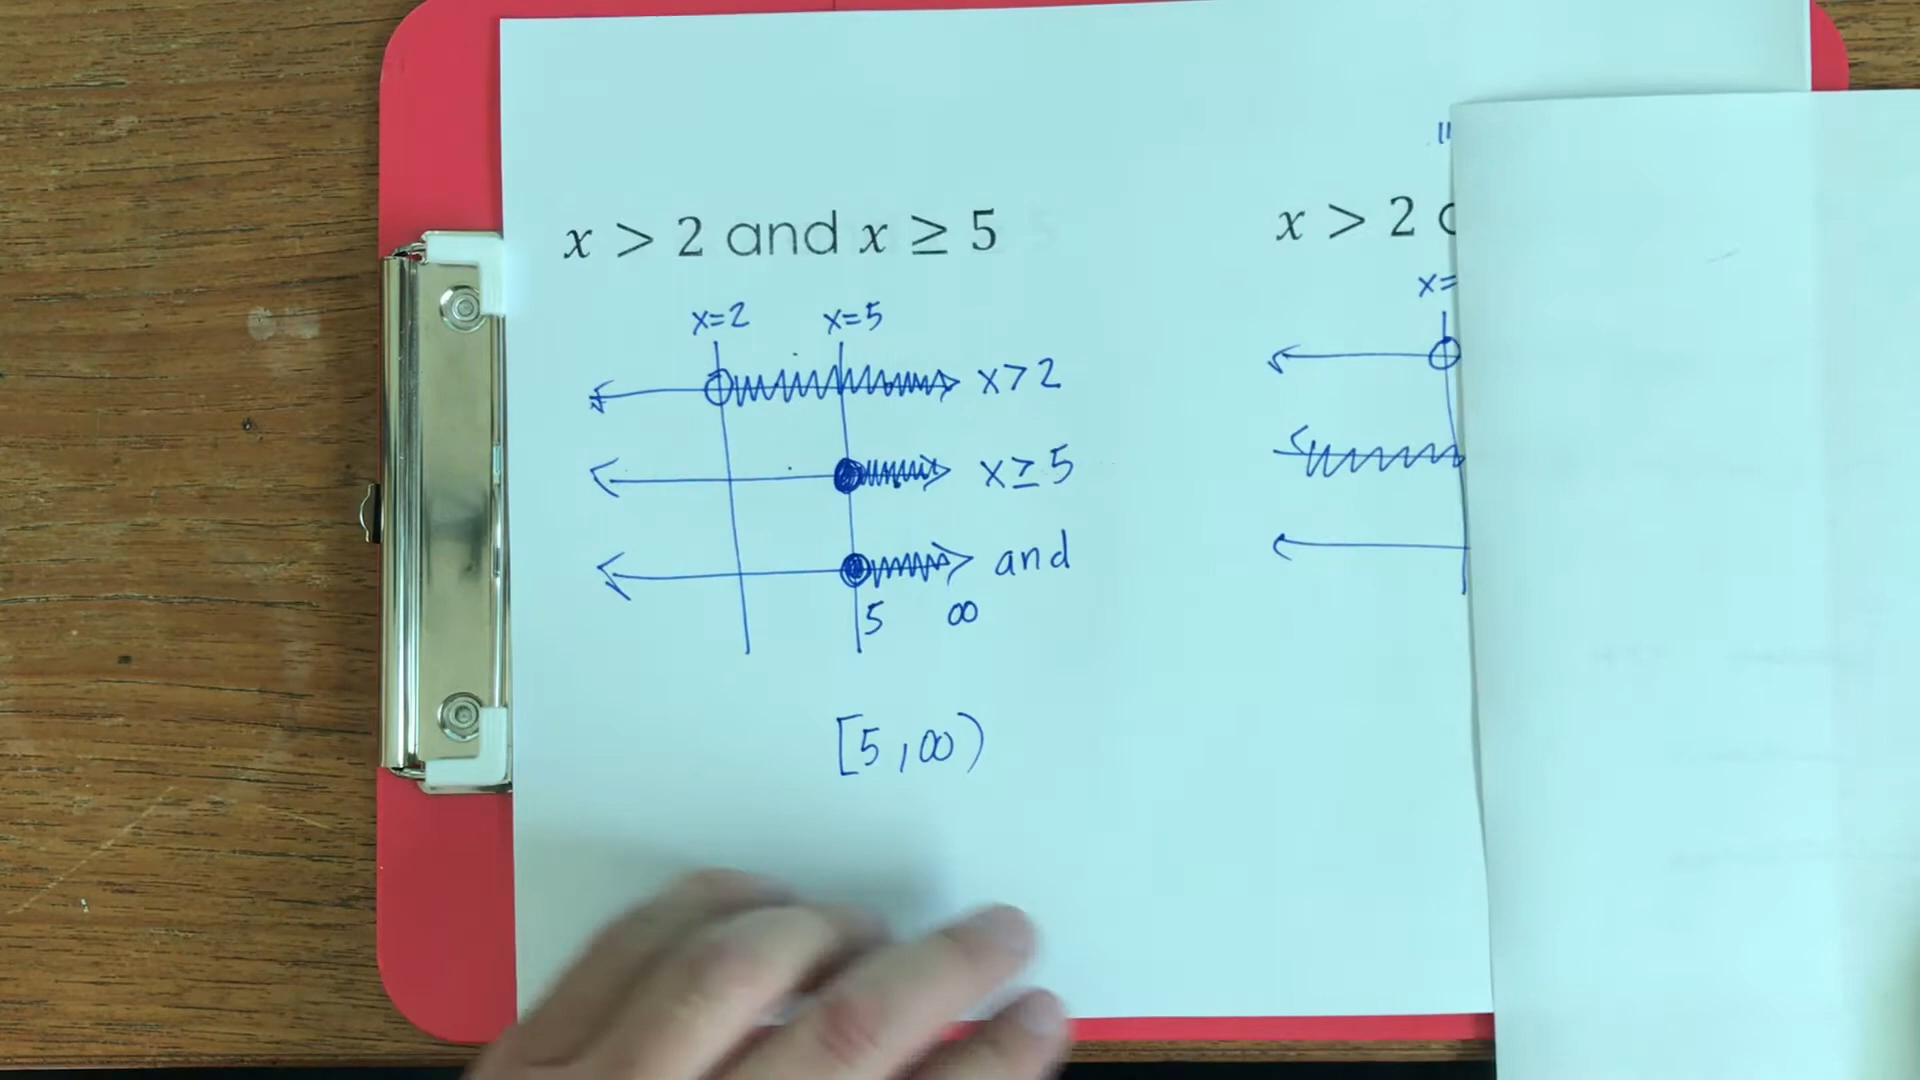 x > 2 and x ≥ 5
x=2
x=5
x>2
x≥5
and
5
∞
[5,∞)
x > 2
x=